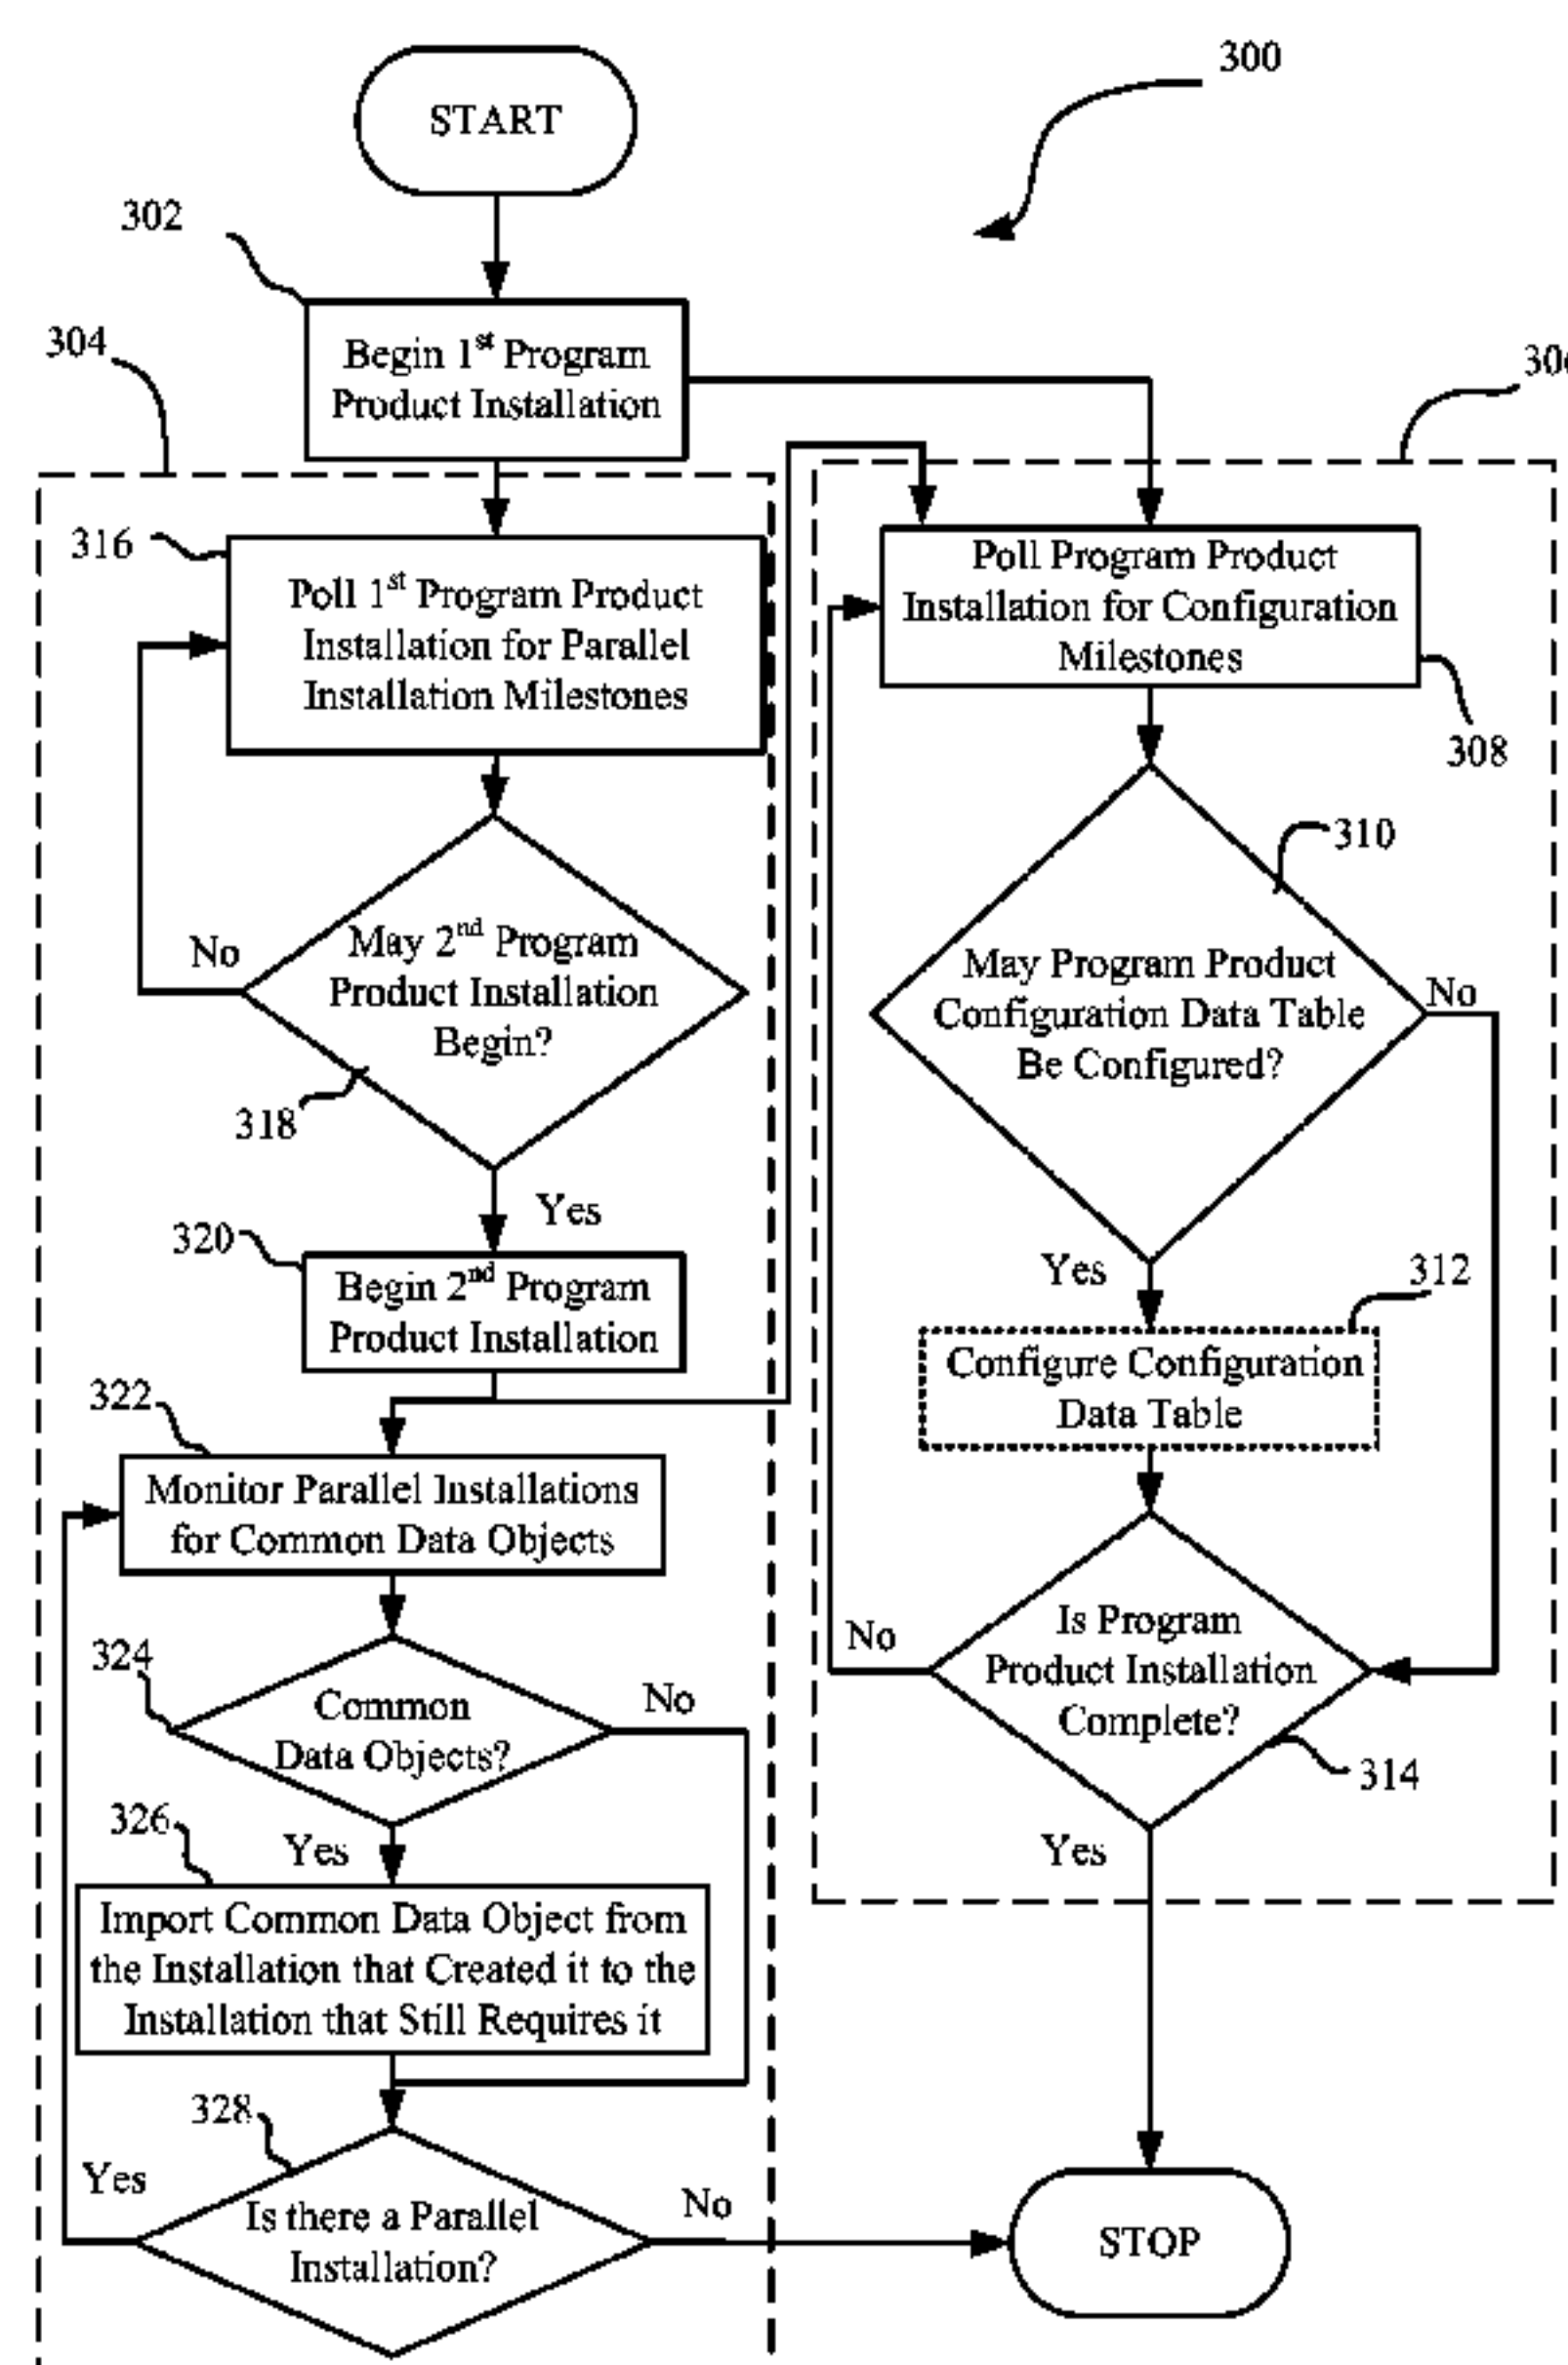 300
START
302
304
Begin 1st Program
Product Installation
316
Poll 1st Program Product
Installation for Parallel
Installation Milestones
No
May 2nd Program
Product Installation
Begin?
318
Yes
320
Begin 2nd Program
Product Installation
322
Monitor Parallel Installations
for Common Data Objects
324
Common
Data Objects?
No
326
Yes
Import Common Data Object from
the Installation that Created it to the
Installation that Still Requires it
328
Yes
Is there a Parallel
Installation?
No
Poll Program Product
Installation for Configuration
Milestones
308
310
May Program Product
Configuration Data Table
Be Configured?
No
Yes
312
Configure Configuration
Data Table
No
Is Program
Product Installation
Complete?
314
Yes
STOP